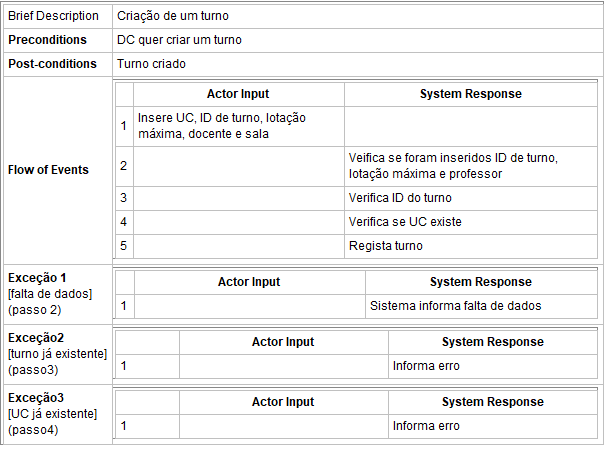 Brief Description Criação de um turno
Preconditions DC quer criar um turno
Post-conditions Turno criado
Flow of Events
Actor Input System Response
1 Insere UC, ID de turno, lotação
máxima, docente e sala
2 Veifica se foram inseridos ID de turno,
lotação máxima e professor
3 Verifica ID do turno
4 Verifica se UC existe
5 Regista turno
Exceção 1
[falta de dados]
(passo 2)
Actor Input System Response
1 Sistema informa falta de dados
Exceção2
[turno já existente]
(passo3)
Actor Input System Response
1 Informa erro
Exceção3
[UC já existente]
(passo4)
Actor Input System Response
1 Informa erro